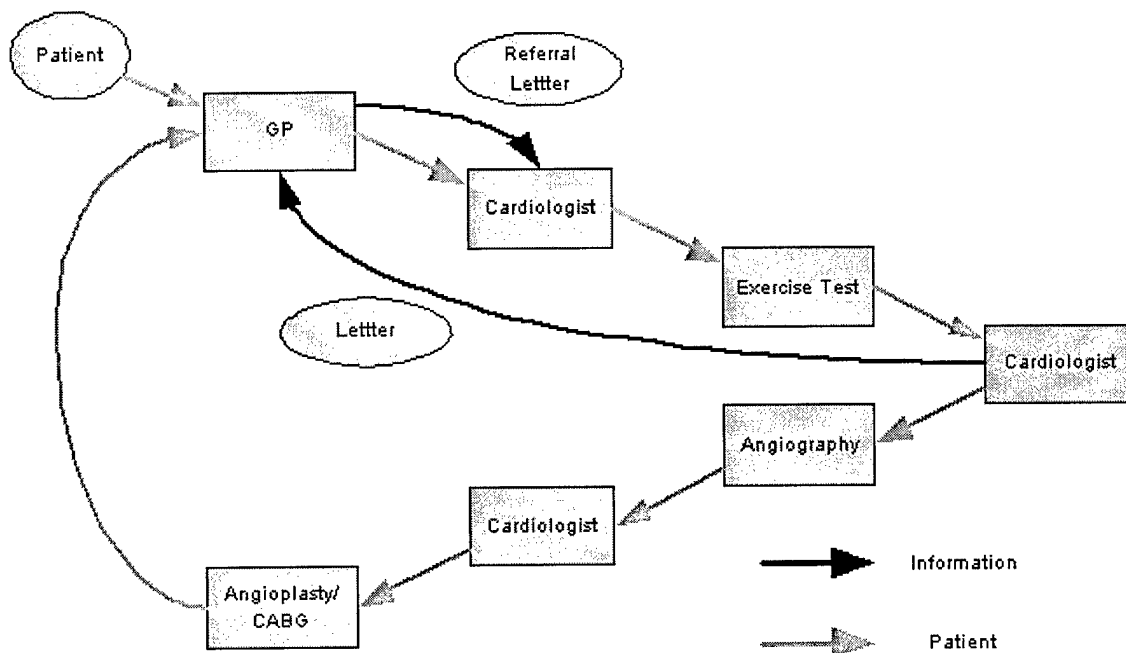 Patient
Referral
Lettter
GP
Cardiologist
Exercise Test
Lettter
Cardiologist
Angiography
Cardiologist
Angioplasty/
CABG
Information
Patient